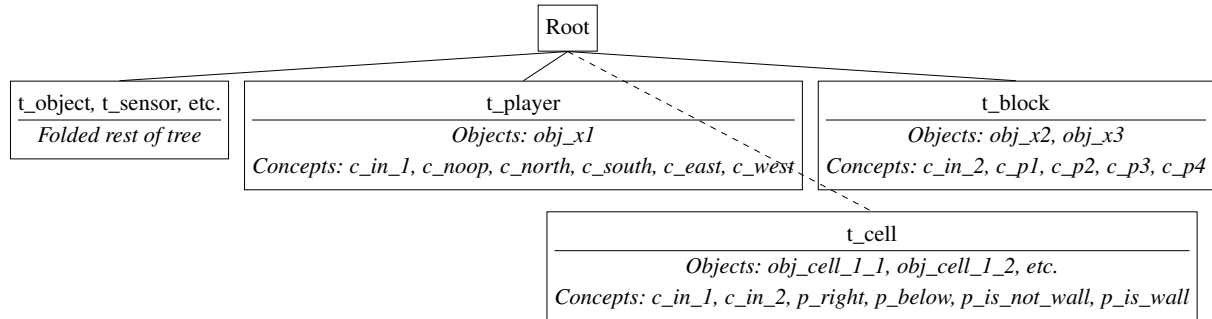 Root
t_object, t_sensor, etc.
Folded rest of tree
t_player
Objects: obj_x1
Concepts: c_in_1, c_noop, c_north, c_south, c_east, c_west
t_block
Objects: obj_x2, obj_x3
Concepts: c_in_2, c_p1, c_p2, c_p3, c_p4
t_cell
Objects: obj_cell_1_1, obj_cell_1_2, etc.
Concepts: c_in_1, c_in_2, p_right, p_below, p_is_not_wall, p_is_wall